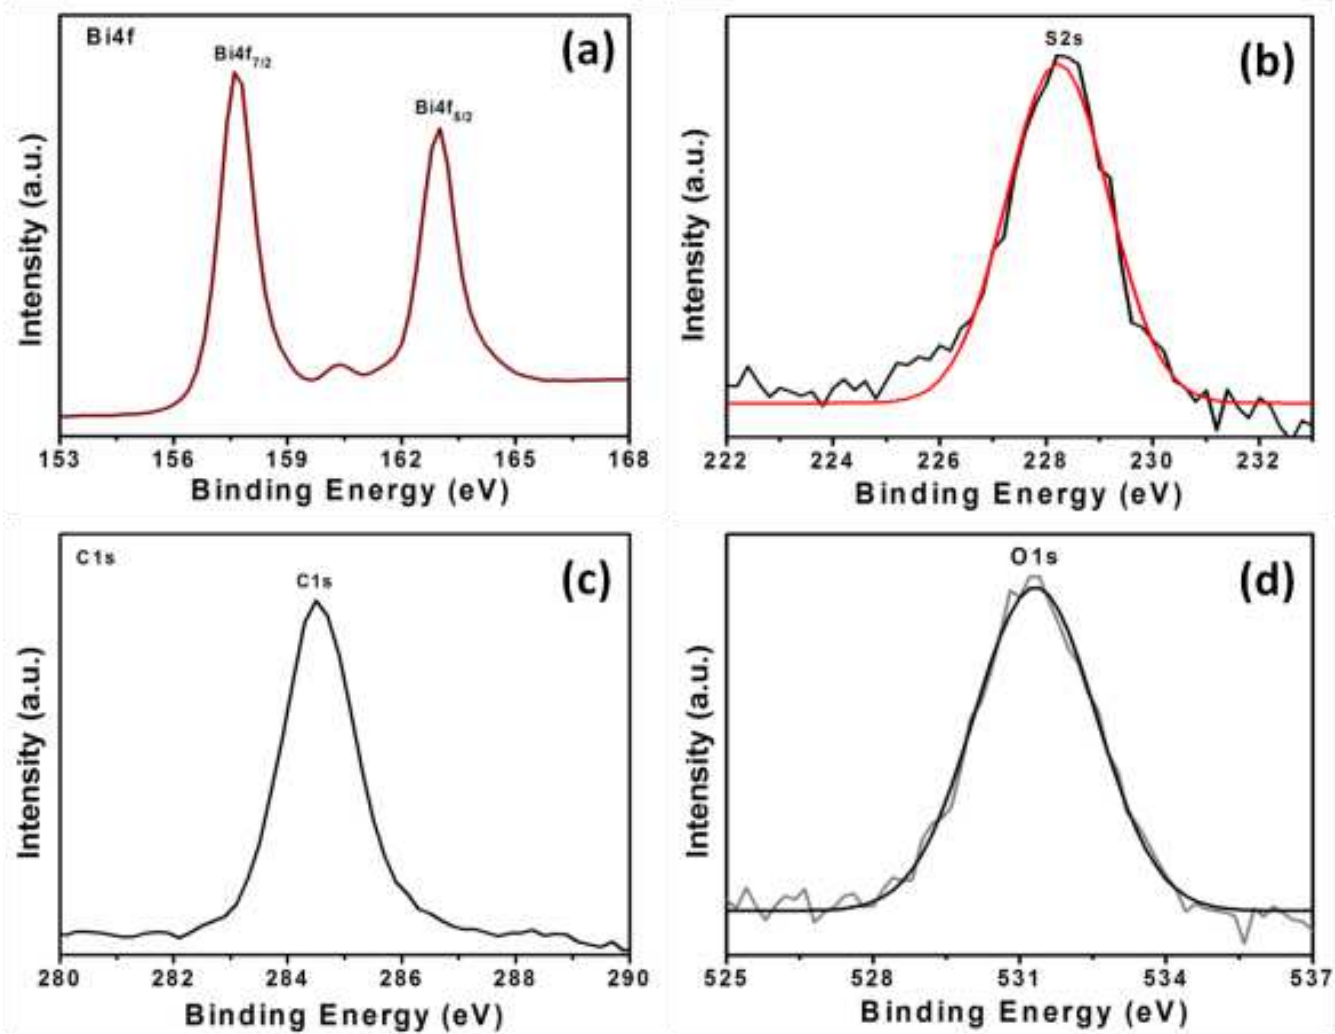 Bi4f
(a)
Bi4f7/2
Bi4f5/2
Intensity (a.u.)
153 156 159 162 165 168
Binding Energy (eV)
S2s
(b)
Intensity (a.u.)
222 224 226 228 230 232
Binding Energy (eV)
C1s
(c)
C1s
Intensity (a.u.)
280 282 284 286 288 290
Binding Energy (eV)
O1s
(d)
Intensity (a.u.)
525 528 531 534 537
Binding Energy (eV)